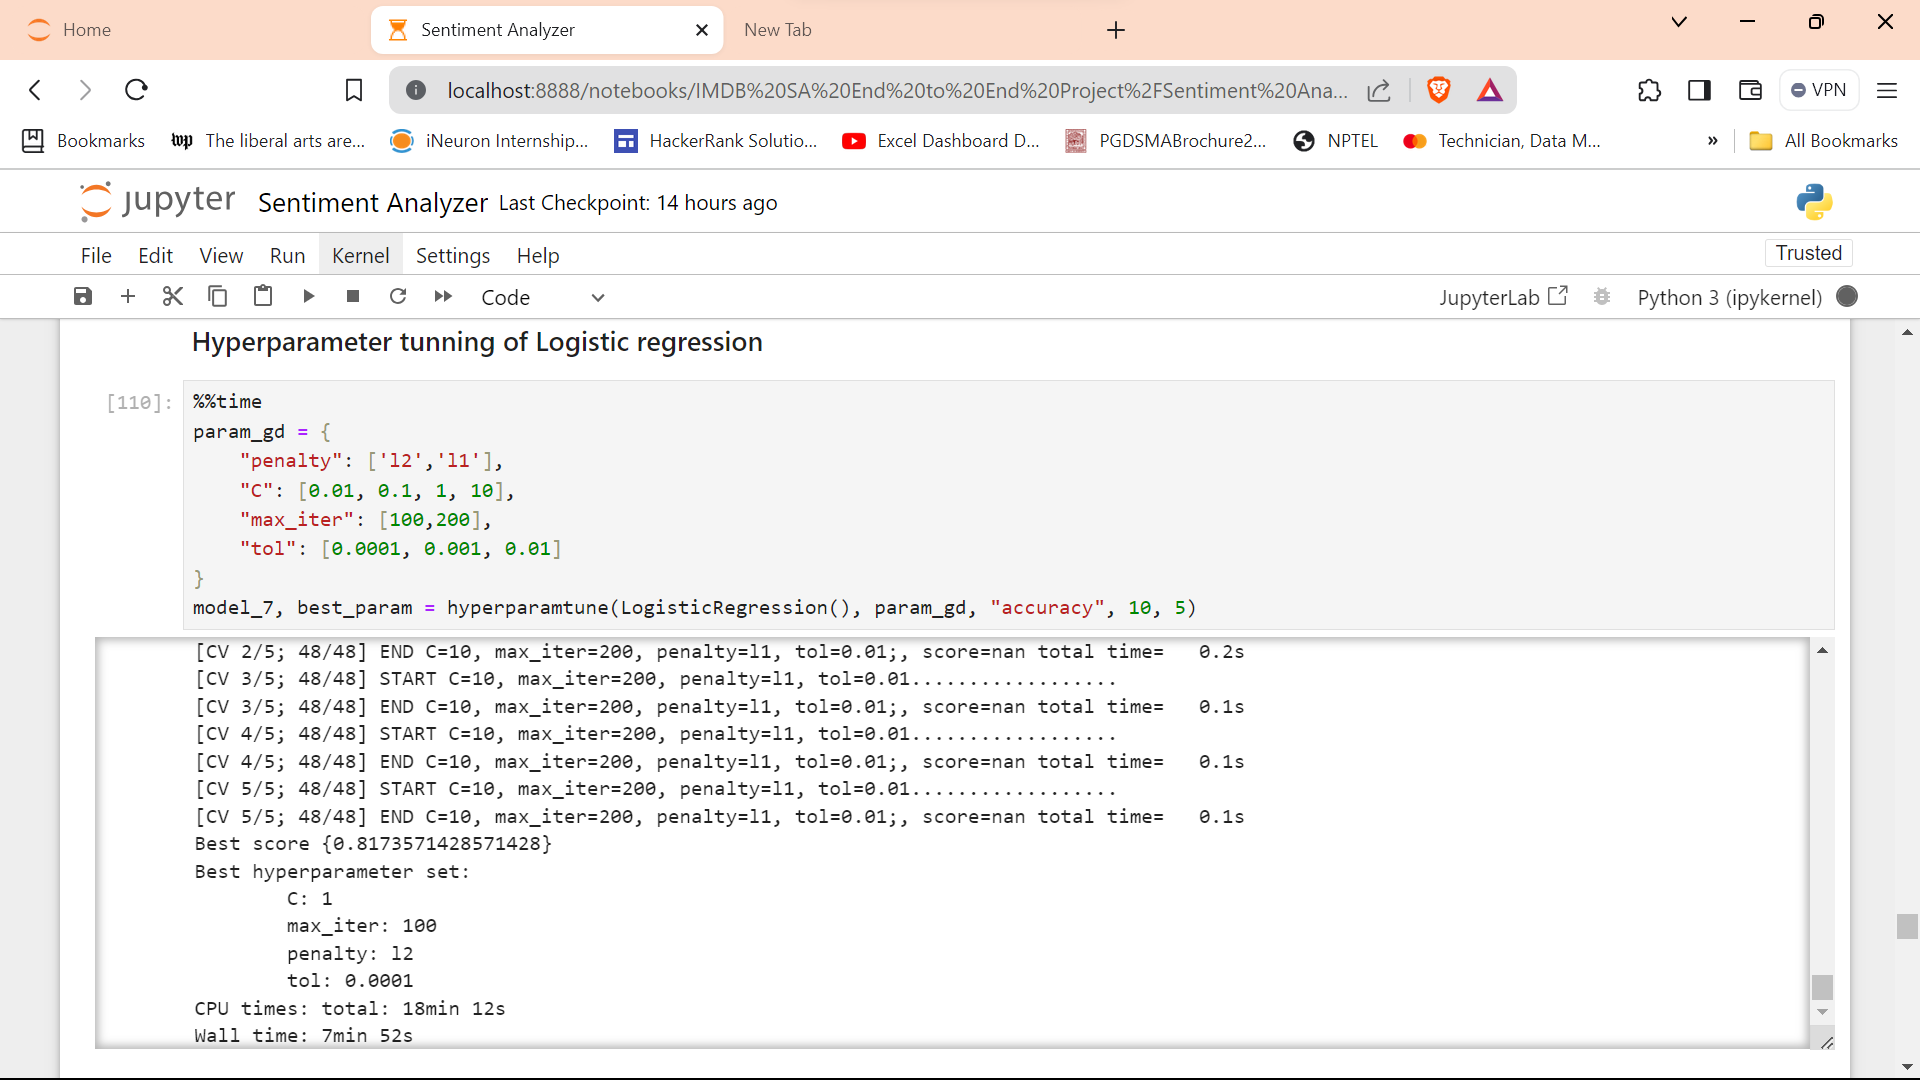 Home
Sentiment Analyzer
New Tab
localhost:8888/notebooks/IMDB%20SA%20End%20to%20End%20Project%2FSentiment%20Ana...
VPN
Bookmarks
The liberal arts are...
iNeuron Internship...
HackerRank Solutio...
Excel Dashboard D...
PGDSMABrochure2...
NPTEL
Technician, Data M...
»
All Bookmarks
jupyter Sentiment Analyzer Last Checkpoint: 14 hours ago
File Edit View Run Kernel Settings Help
Trusted
Code
JupyterLab
Python 3 (ipykernel)
Hyperparameter tunning of Logistic regression
[110]:
%%time
param_gd = {
    "penalty": ['l2','l1'],
    "C": [0.01, 0.1, 1, 10],
    "max_iter": [100,200],
    "tol": [0.0001, 0.001, 0.01]
}
model_7, best_param = hyperparamtune(LogisticRegression(), param_gd, "accuracy", 10, 5)
[CV 2/5; 48/48] END C=10, max_iter=200, penalty=l1, tol=0.01;, score=nan total time=   0.2s
[CV 3/5; 48/48] START C=10, max_iter=200, penalty=l1, tol=0.01..................
[CV 3/5; 48/48] END C=10, max_iter=200, penalty=l1, tol=0.01;, score=nan total time=   0.1s
[CV 4/5; 48/48] START C=10, max_iter=200, penalty=l1, tol=0.01..................
[CV 4/5; 48/48] END C=10, max_iter=200, penalty=l1, tol=0.01;, score=nan total time=   0.1s
[CV 5/5; 48/48] START C=10, max_iter=200, penalty=l1, tol=0.01..................
[CV 5/5; 48/48] END C=10, max_iter=200, penalty=l1, tol=0.01;, score=nan total time=   0.1s
Best score {0.8173571428571428}
Best hyperparameter set:
        C: 1
        max_iter: 100
        penalty: l2
        tol: 0.0001
CPU times: total: 18min 12s
Wall time: 7min 52s